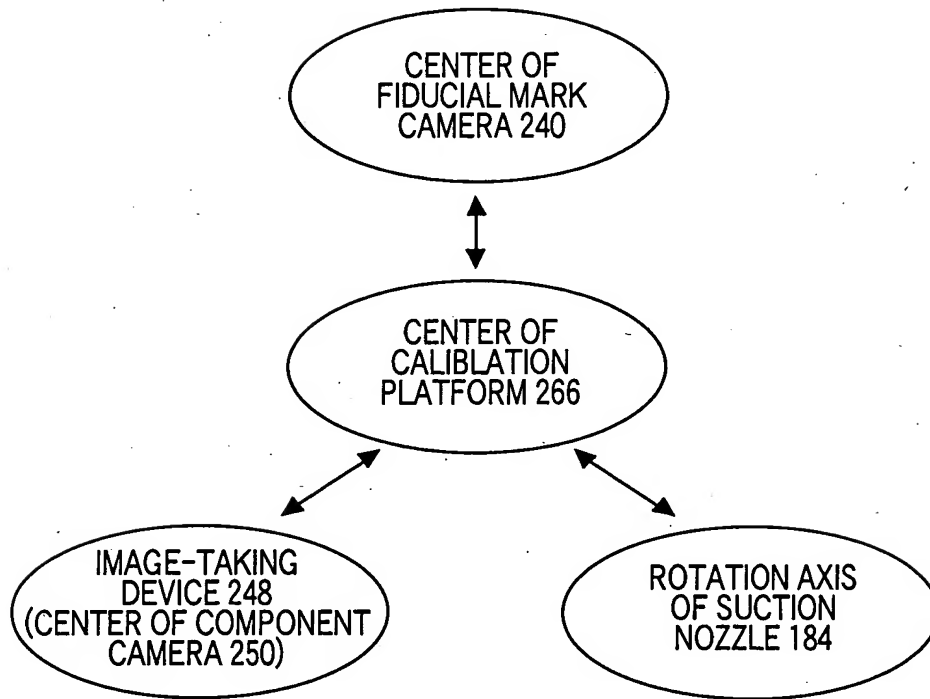 CENTER OF
FIDUCIAL MARK
CAMERA 240
CENTER OF
CALIBLATION
PLATFORM 266
IMAGE-TAKING
DEVICE 248
(CENTER OF COMPONENT
CAMERA 250)
ROTATION AXIS
OF SUCTION
NOZZLE 184